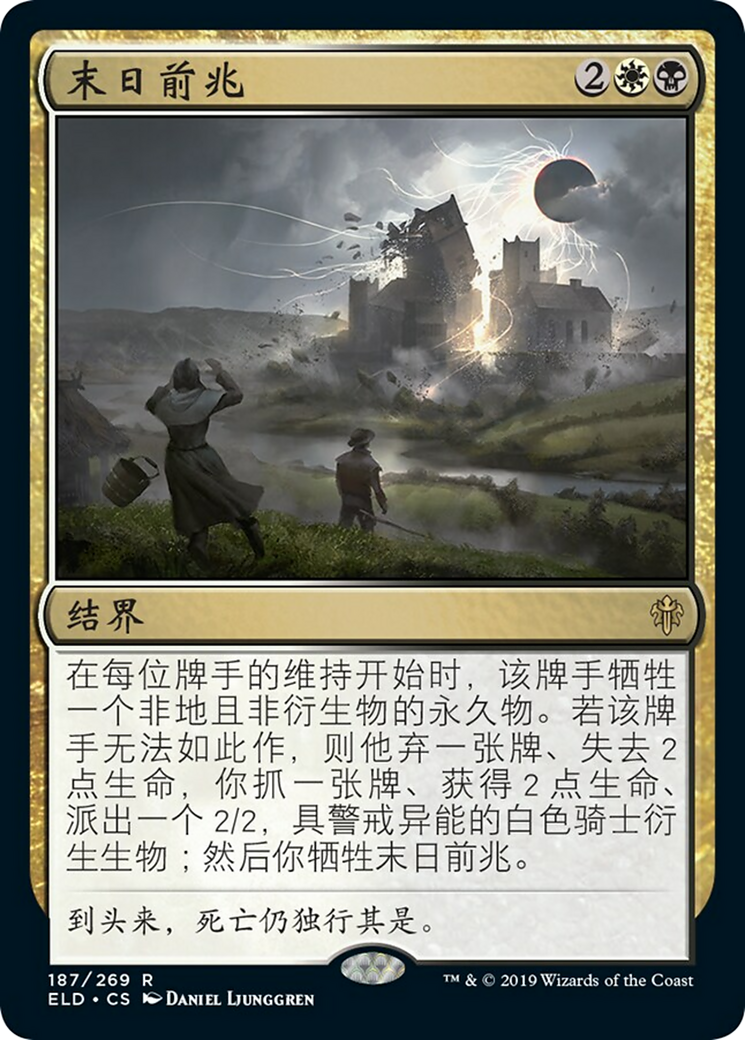 末日前兆 2
结界
在每位牌手的维持开始时，该牌手牺牲
一个非地且非衍生物的永久物。若该牌
手无法如此作，则他弃一张牌、失去2
点生命，你抓一张牌、获得2点生命、
派出一个2/2，具警戒异能的白色骑士衍
生生物；然后你牺牲末日前兆。
到头来，死亡仍独行其是。
187/269 R
ELD • CS Daniel Ljunggren
™ & © 2019 Wizards of the Coast